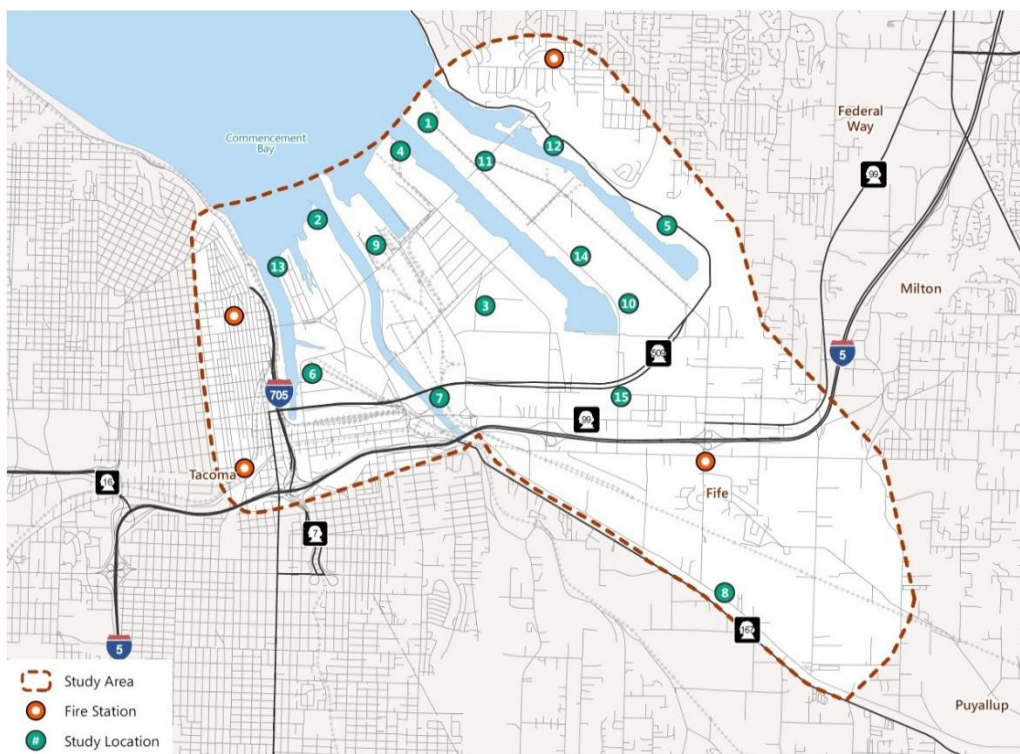 Commencement
Bay
Federal
Way
Milton
Tacoma
Fife
Puyallup
1
12
4
11
99
2
5
9
14
13
3
10
509
5
6
705
7
15
99
16
7
8
167
5
Study Area
Fire Station
# Study Location